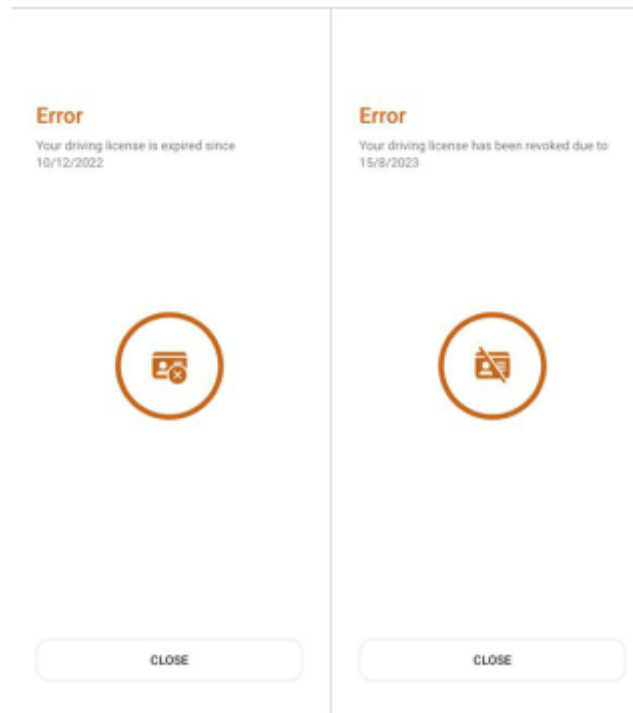 Error
Your driving license is expired since
10/12/2022
CLOSE
Error
Your driving license has been revoked due to
15/8/2023
CLOSE